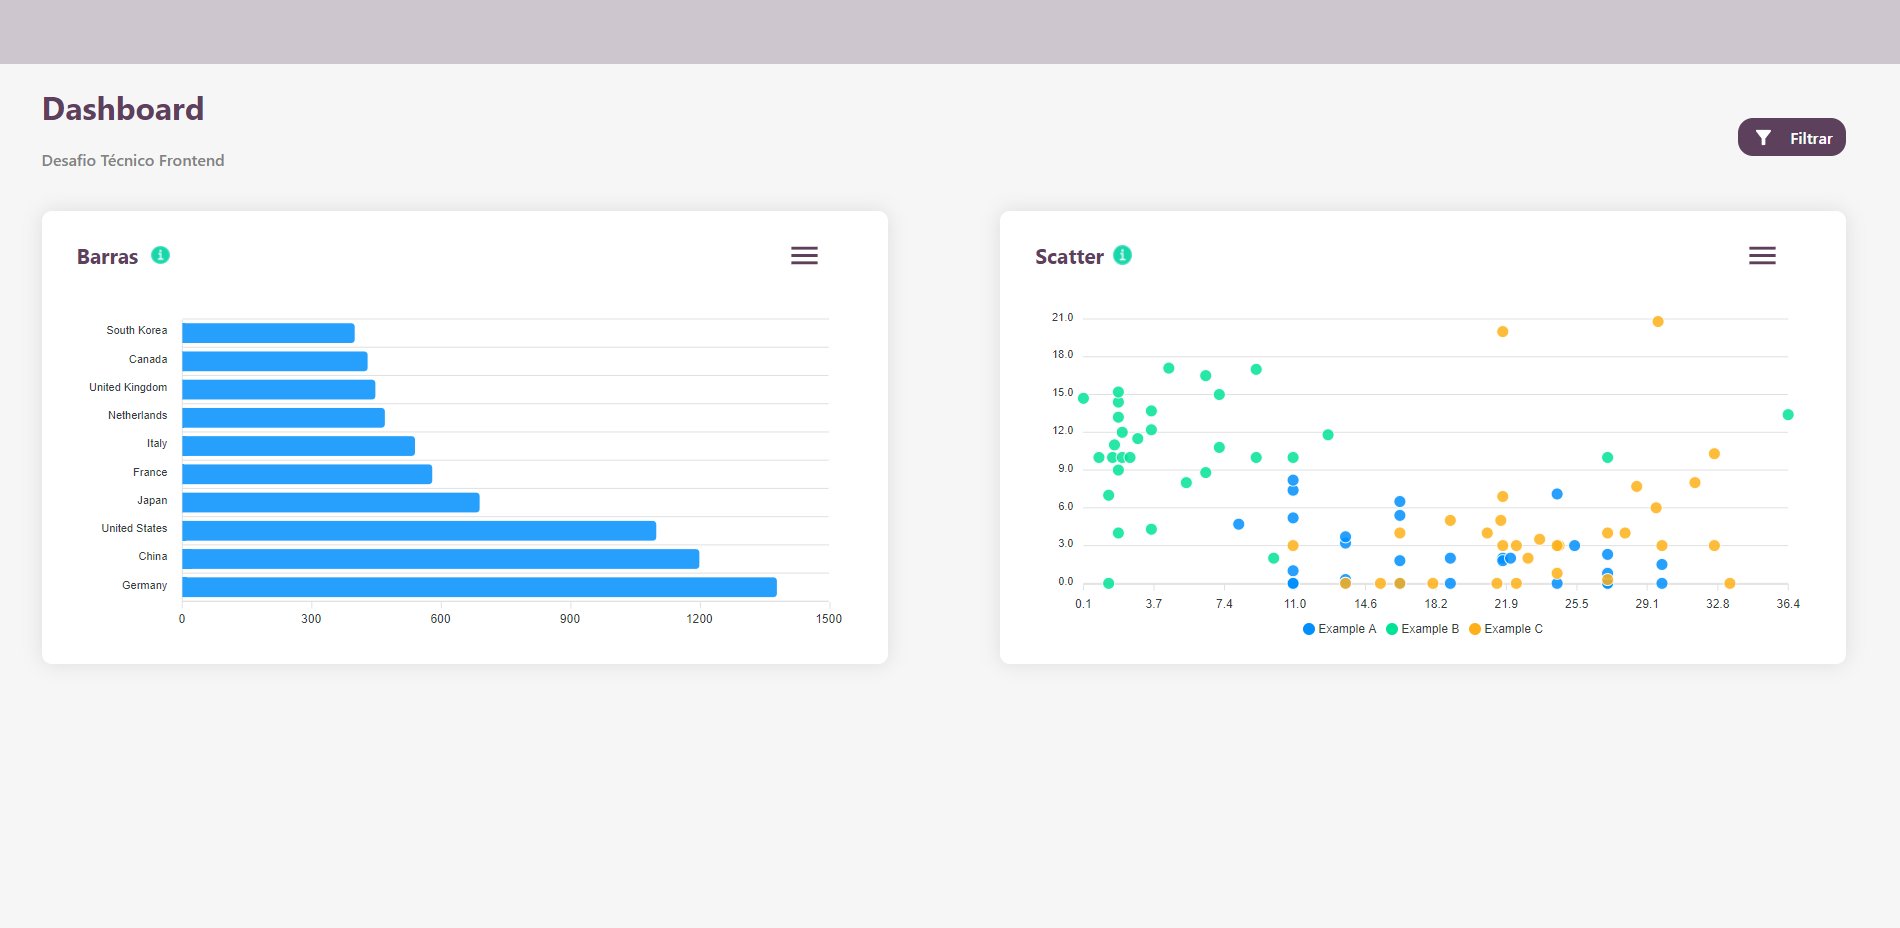 Dashboard
Desafio Técnico Frontend
Filtrar
Barras
South Korea
Canada
United Kingdom
Netherlands
Italy
France
Japan
United States
China
Germany
0 300 600 900 1200 1500
Scatter
21.0
18.0
15.0
12.0
9.0
6.0
3.0
0.0
0.1 3.7 7.4 11.0 14.6 18.2 21.9 25.5 29.1 32.8 36.4
Example A Example B Example C